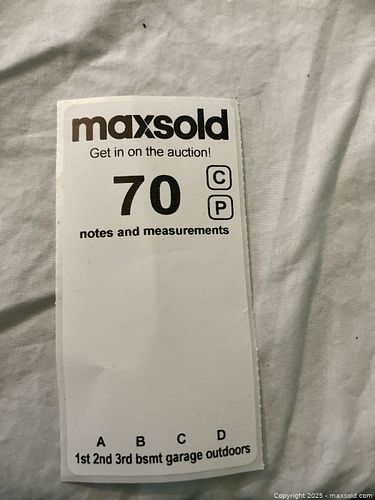 maxsold
Get in on the auction!
70 C
P
notes and measurements
A B C D
1st 2nd 3rd bsmt garage outdoors
Copyright 2025 - maxsold.com